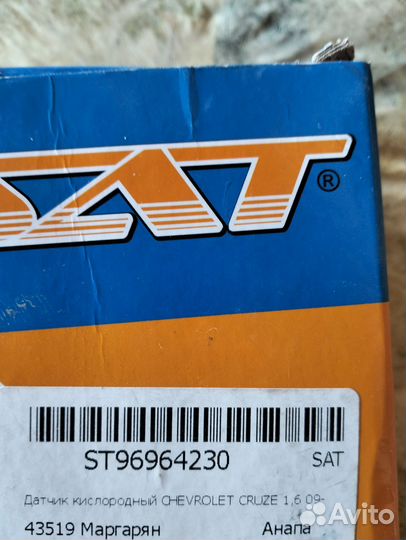 SAT ®
ST96964230 SAT
Датчик кислородный CHEVROLET CRUZE 1,6 09-
43519 Маргарян Анапа
Avito